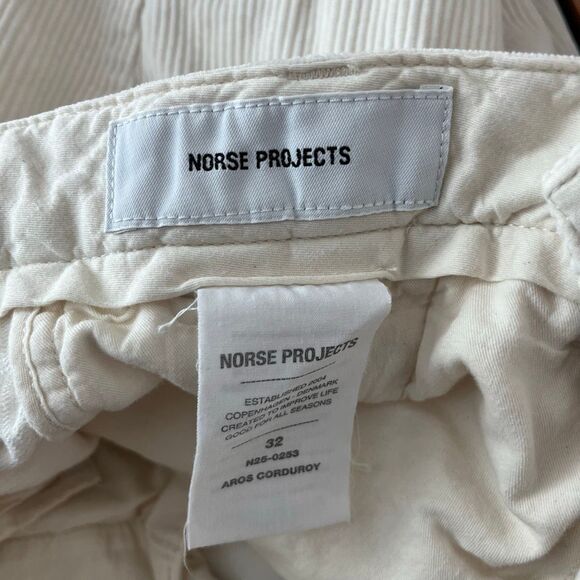 NORSE PROJECTS
NORSE PROJECTS
ESTABLISHED 2004
COPENHAGEN - DENMARK
CREATED TO IMPROVE LIFE
GOOD FOR ALL SEASONS
32
N25-0253
AROS CORDUROY